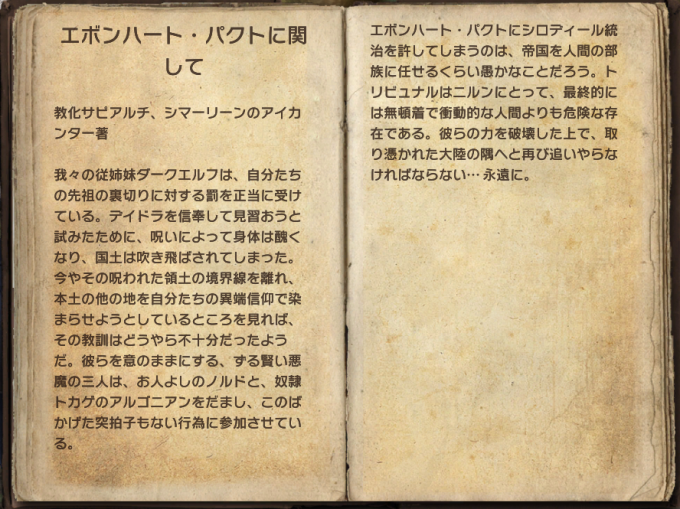 エボンハート・パクトに関
して
教化サピアルチ、シマーリーンのアイカ
ンター著
我々の従姉妹ダークエルフは、自分たち
の先祖の裏切りに対する罰を正当に受け
ている。デイドラを信奉して見習おうと
試みたために、呪いによって身体は醜く
なり、国土は吹き飛ばされてしまった。
今やその呪われた領土の境界線を離れ、
本土の他の地を自分たちの異端信仰で染
まらせようとしているところを見れば、
その教訓はどうやら不十分だったよう
だ。彼らを意のままにする、ずる賢い悪
魔の三人は、お人よしのノルドと、奴隷
トカゲのアルゴニアンをだまし、このば
かげた突拍子もない行為に参加させてい
る。
エボンハート・パクトにシロディール統
治を許してしまうのは、帝国を人間の部
族に任せるくらい愚かなことだろう。ト
リビュナルはニルンにとって、最終的に
は無頓着で衝動的な人間よりも危険な存
在である。彼らの力を破壊した上で、取
り憑かれた大陸の隅へと再び追いやらな
ければならない… 永遠に。